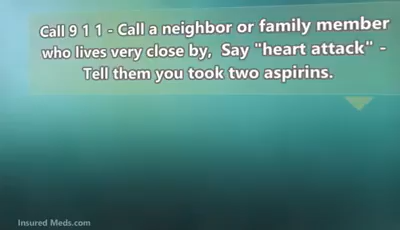 Call 9 1 1 - Call a neighbor or family member
who lives very close by,  Say "heart attack" -
Tell them you took two aspirins.
Insured Meds.com